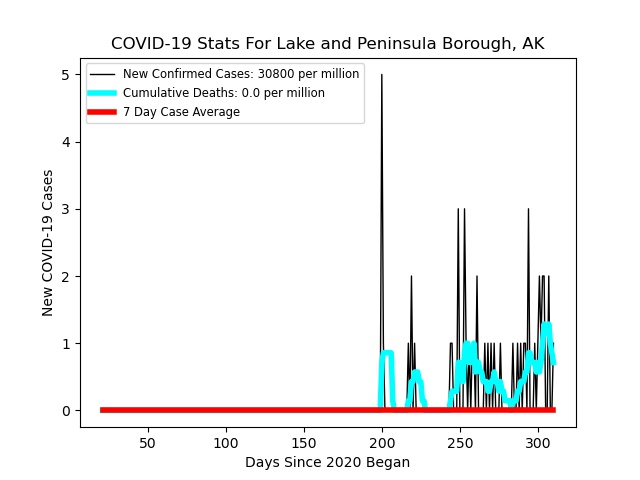 COVID-19 Stats For Lake and Peninsula Borough, AK
New Confirmed Cases: 30800 per million
Cumulative Deaths: 0.0 per million
7 Day Case Average
New COVID-19 Cases
5
4
3
2
1
0
50 100 150 200 250 300
Days Since 2020 Began